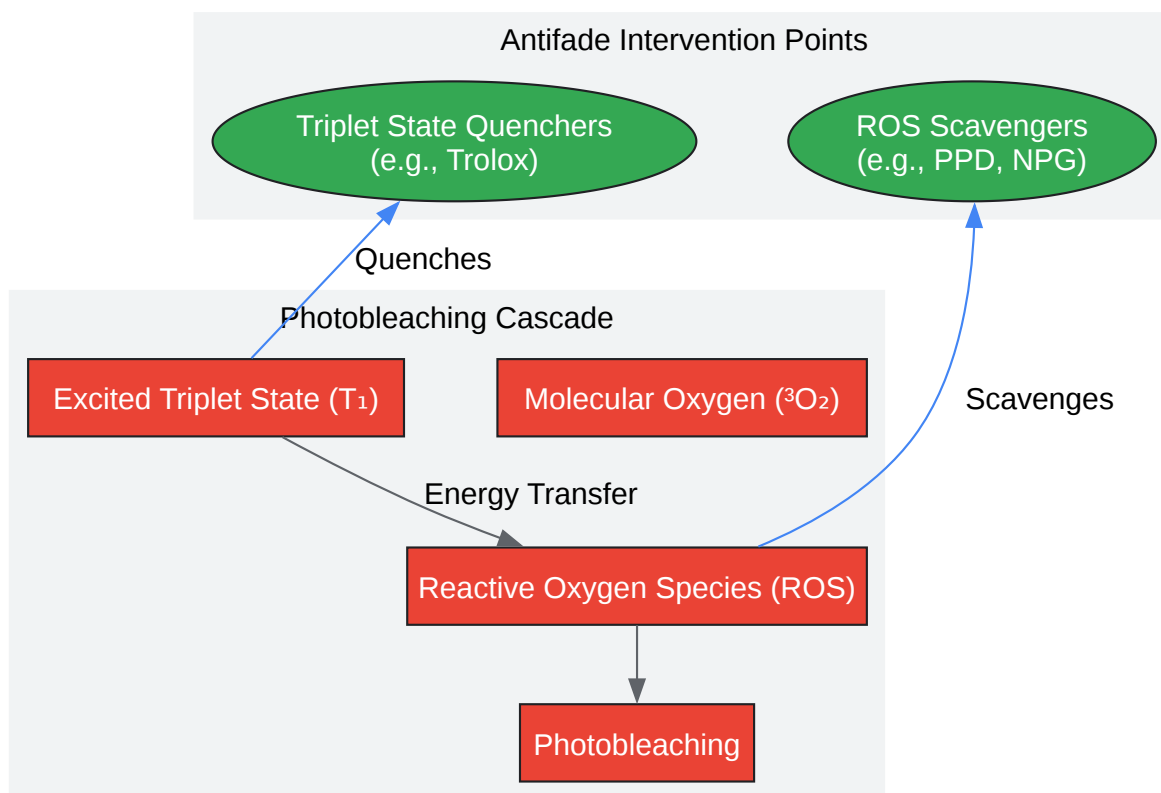 Antifade Intervention Points
Triplet State Quenchers
(e.g., Trolox)
ROS Scavengers
(e.g., PPD, NPG)
Quenches
Photobleaching Cascade
Excited Triplet State (T₁)
Molecular Oxygen (³O₂)
Scavenges
Energy Transfer
Reactive Oxygen Species (ROS)
Photobleaching